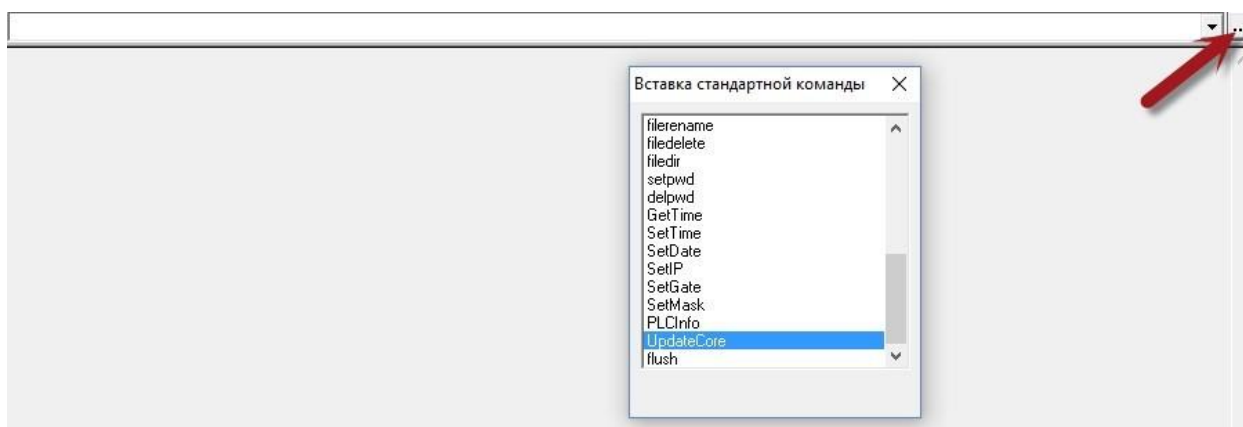 ...
Вставка стандартной команды
filerename
filedelete
filedir
setpwd
delpwd
GetTime
SetTime
SetDate
SetIP
SetGate
SetMask
PLCInfo
UpdateCore
flush